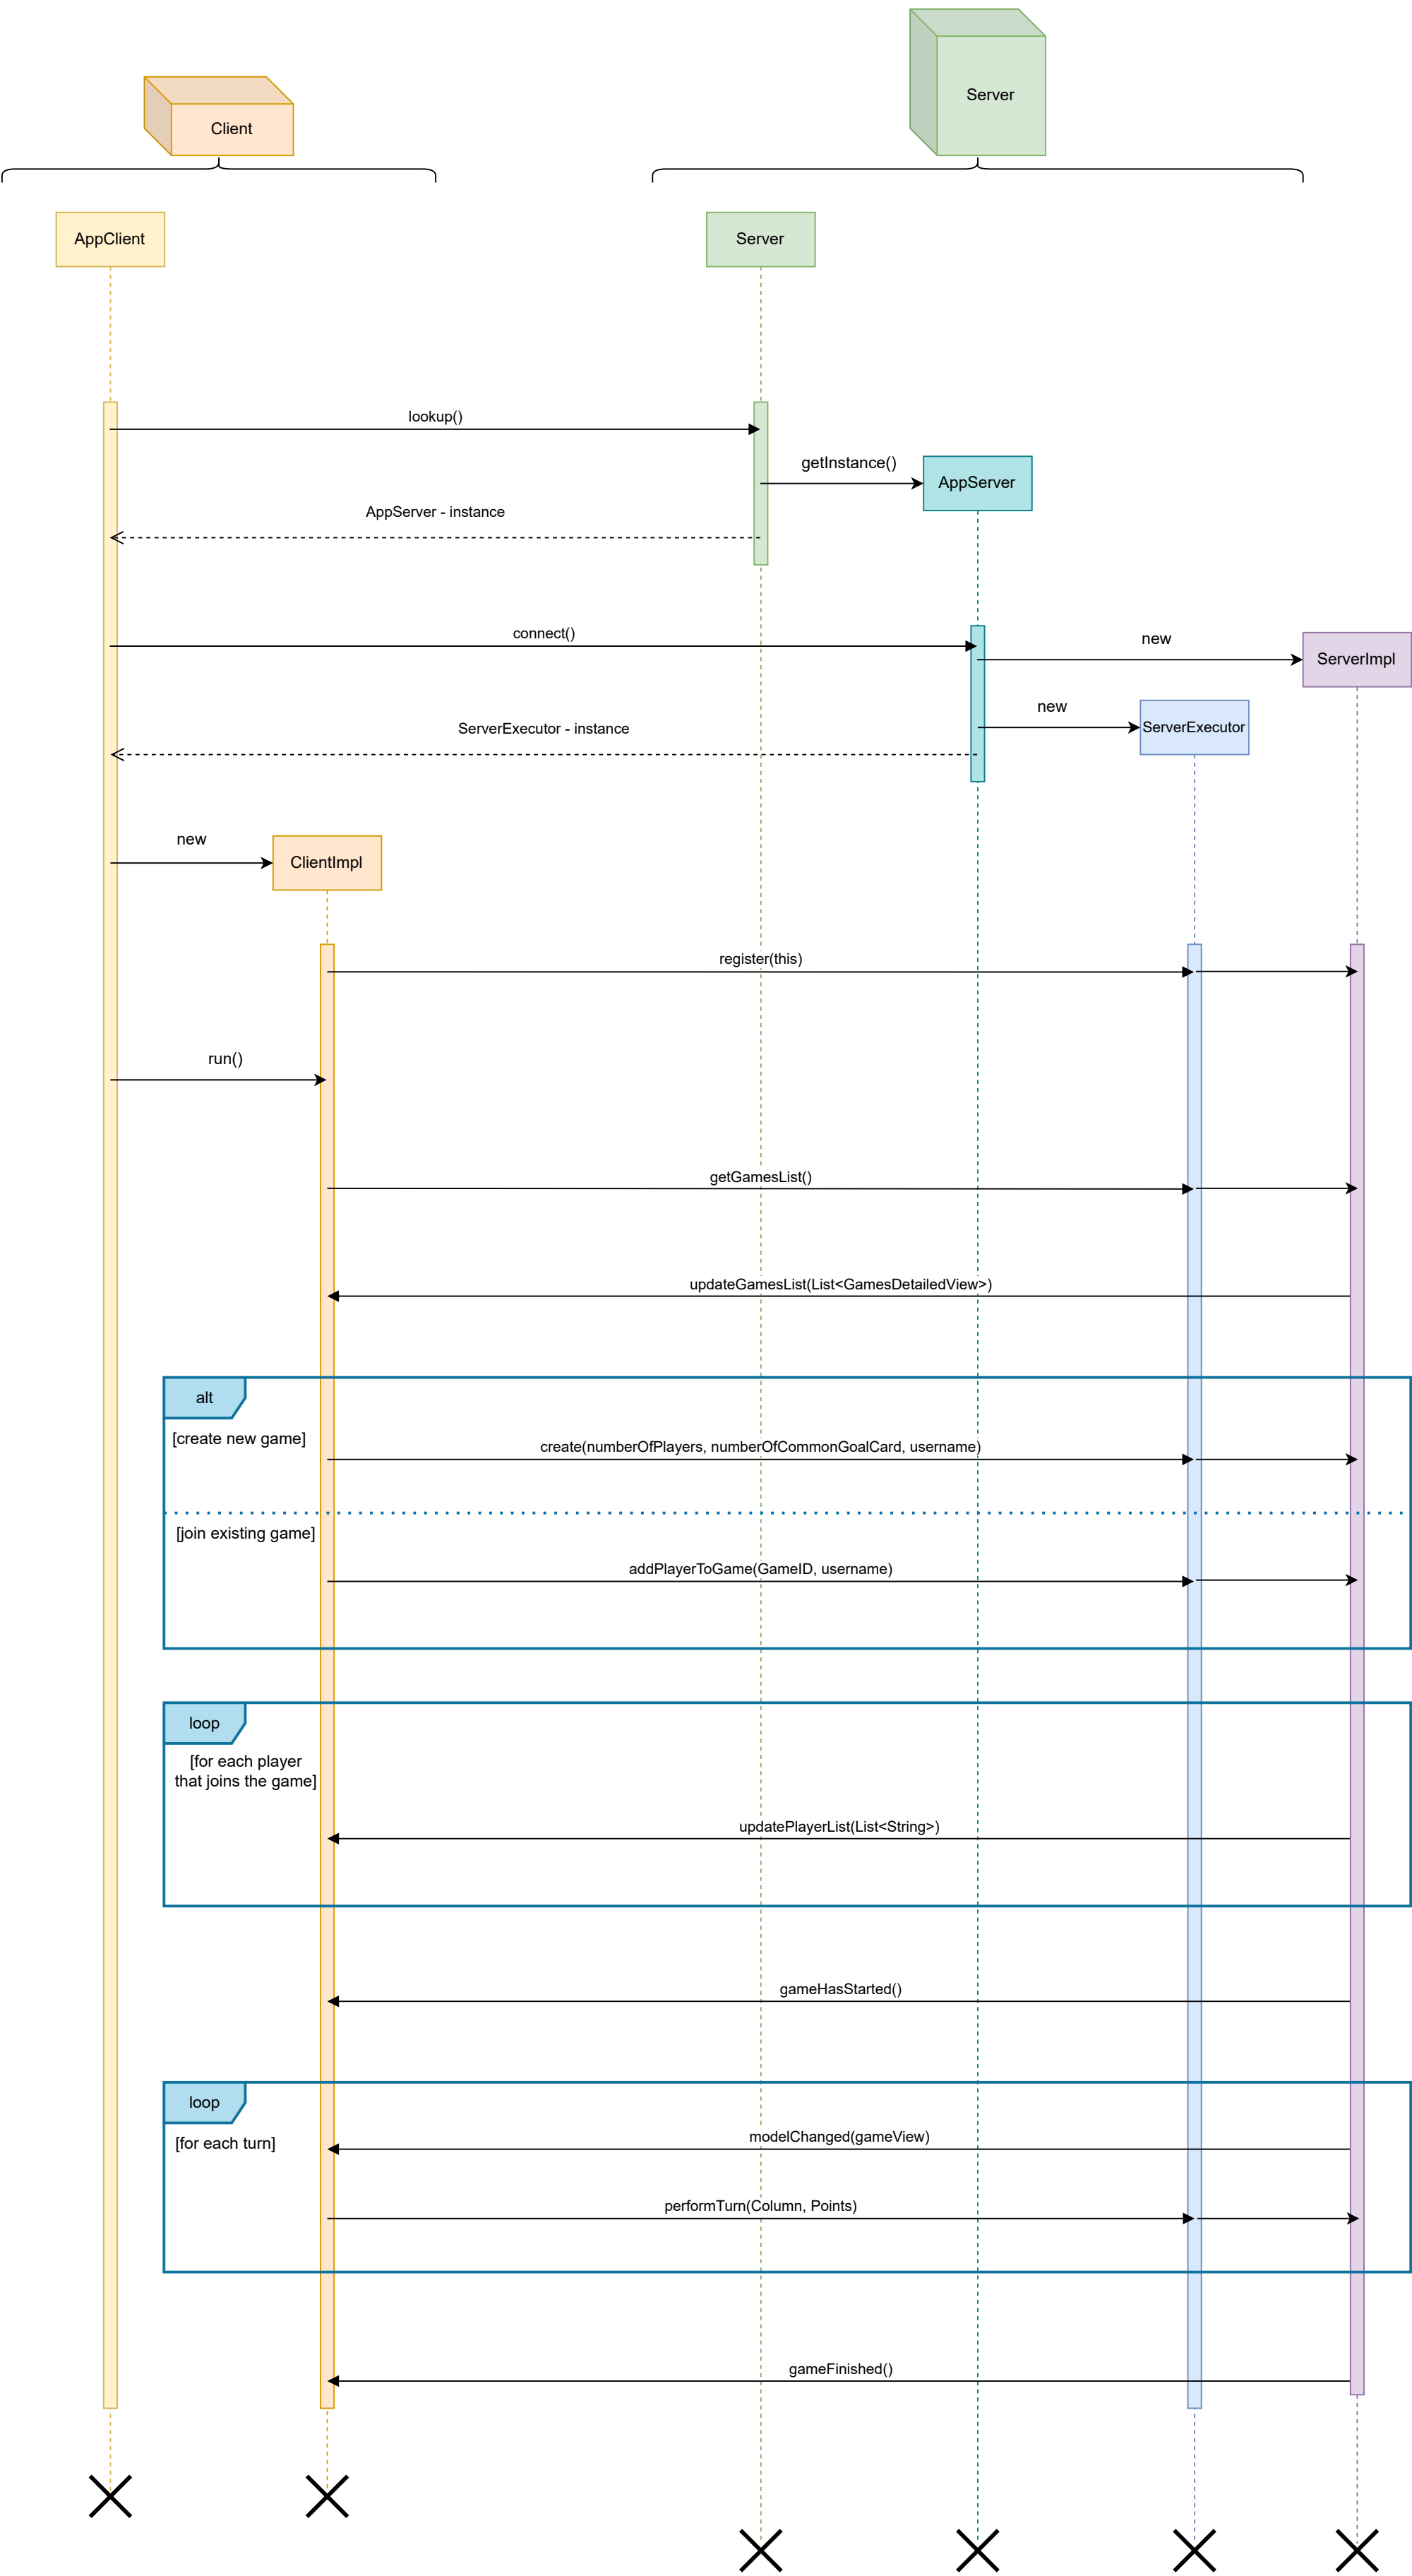 Server
Client
AppClient
Server
lookup()
getInstance()
AppServer
AppServer - instance
connect()
new
ServerImpl
new
ServerExecutor
ServerExecutor - instance
new
ClientImpl
register(this)
run()
getGamesList()
updateGamesList(List<GamesDetailedView>)
alt
[create new game]
create(numberOfPlayers, numberOfCommonGoalCard, username)
[join existing game]
addPlayerToGame(GameID, username)
loop
[for each player
that joins the game]
updatePlayerList(List<String>)
gameHasStarted()
loop
[for each turn]
modelChanged(gameView)
performTurn(Column, Points)
gameFinished()